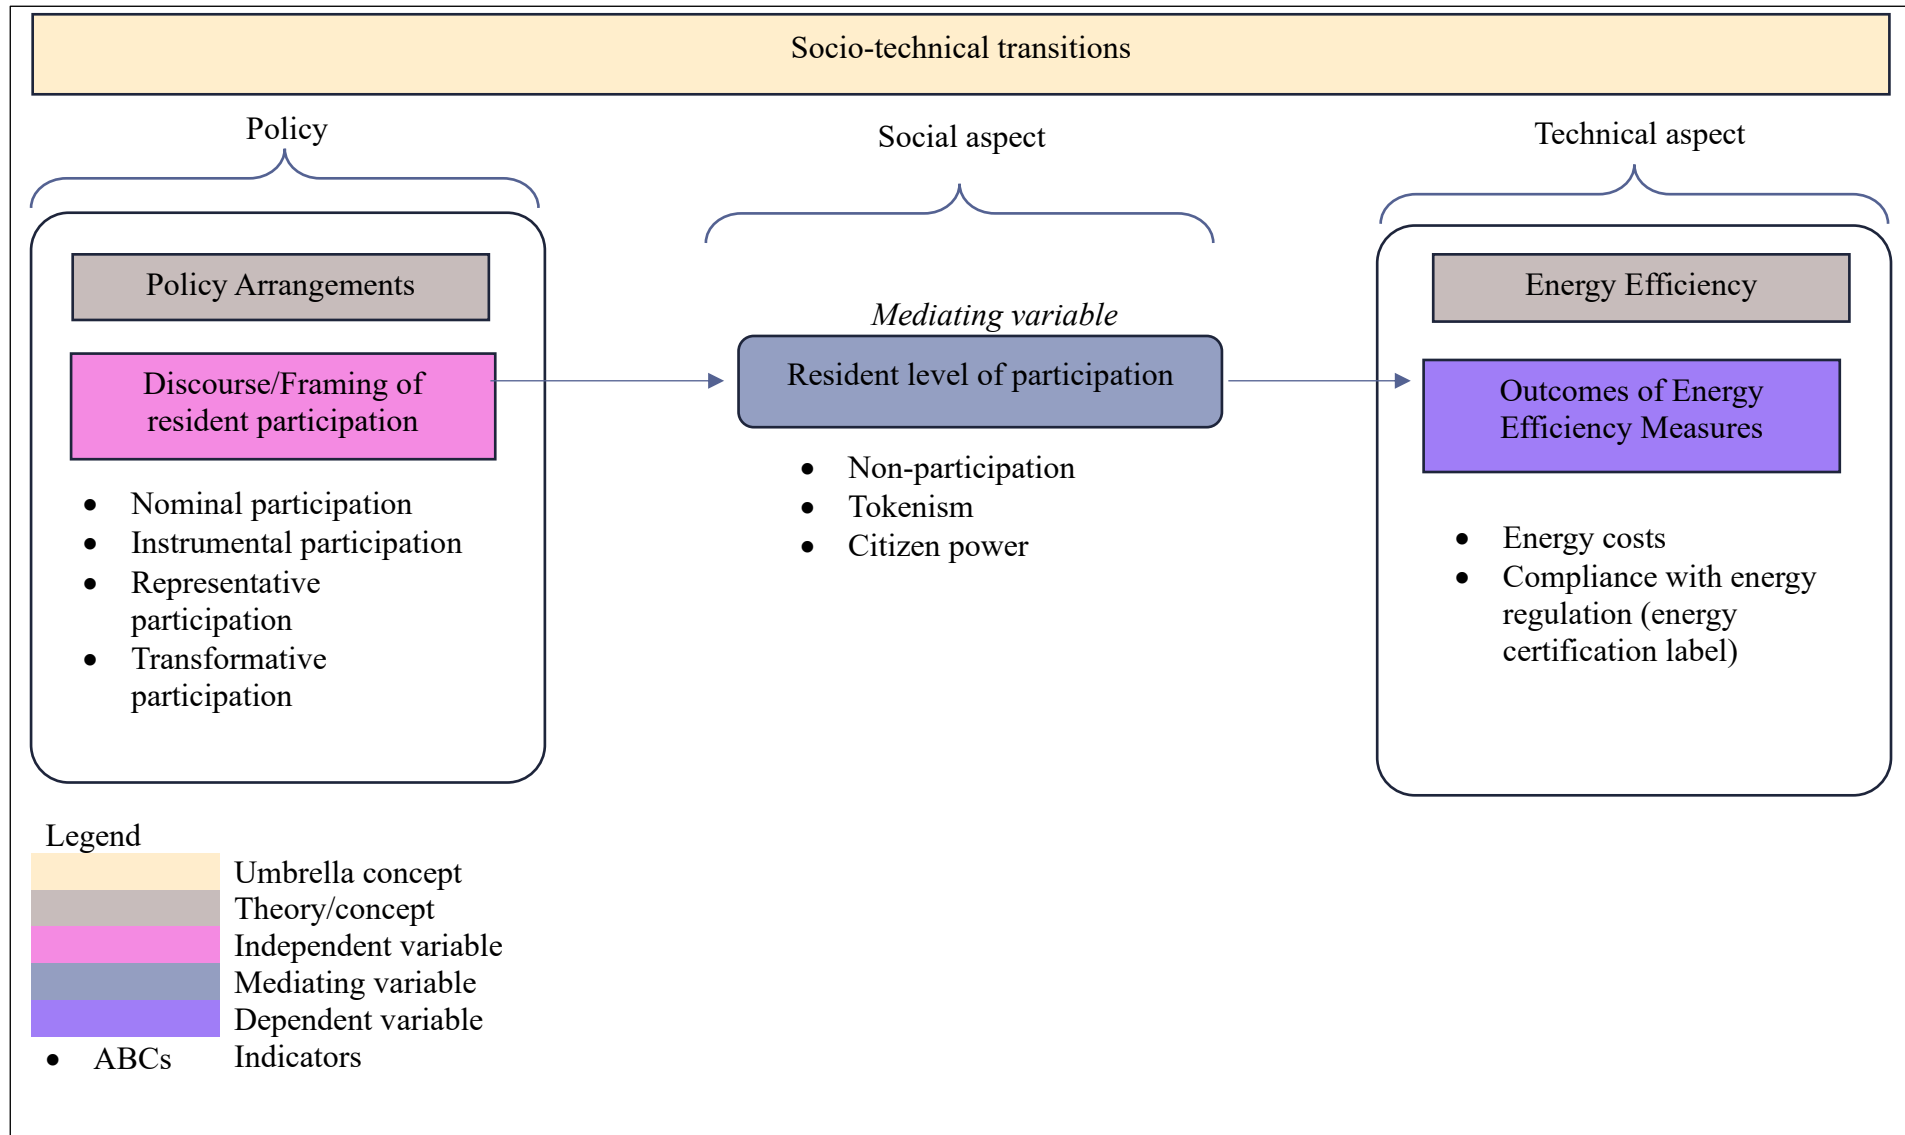 Socio-technical transitions
Policy
Social aspect
Technical aspect
Policy Arrangements
Discourse/Framing of
resident participation
• Nominal participation
• Instrumental participation
• Representative
participation
• Transformative
participation
Mediating variable
Resident level of participation
• Non-participation
• Tokenism
• Citizen power
Energy Efficiency
Outcomes of Energy
Efficiency Measures
• Energy costs
• Compliance with energy
regulation (energy
certification label)
Legend
Umbrella concept
Theory/concept
Independent variable
Mediating variable
Dependent variable
• ABCs Indicators